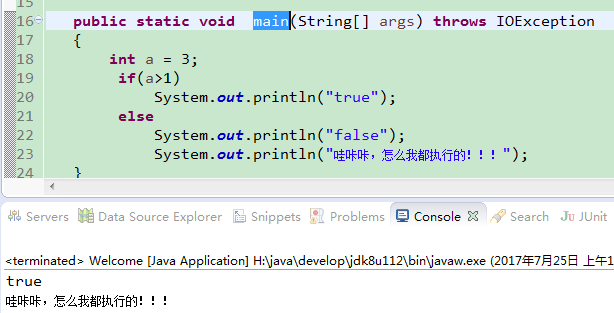 15
16 public static void main(String[] args) throws IOException
17 {
18 int a = 3;
19 if(a>1)
20 System.out.println("true");
21 else
22 System.out.println("false");
23 System.out.println("哇咔咔，怎么我都执行的！！！");
24 }
Servers Data Source Explorer Snippets Problems Console Search JUnit
<terminated> Welcome [Java Application] H:\java\develop\jdk8u112\bin\javaw.exe (2017年7月25日 上午1
true
哇咔咔，怎么我都执行的！！！